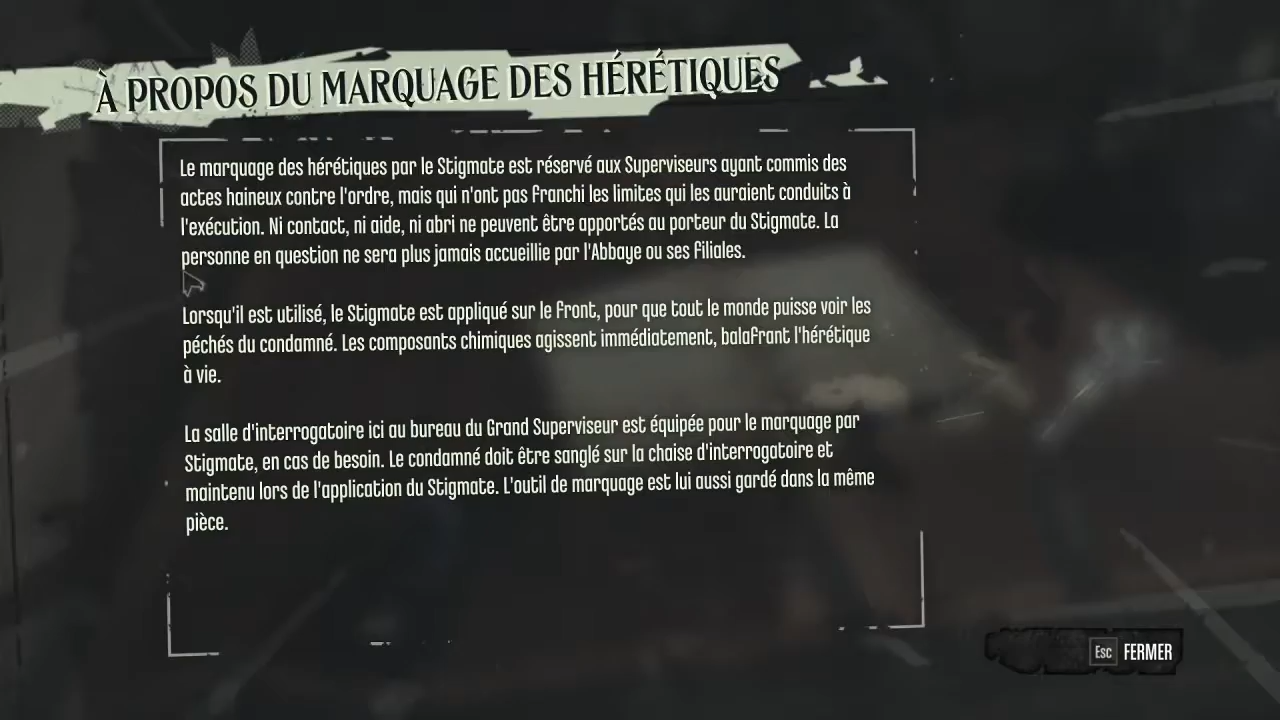 À PROPOS DU MARQUAGE DES HÉRÉTIQUES
Le marquage des hérétiques par le Stigmate est réservé aux Superviseurs ayant commis des
actes haineux contre l'ordre, mais qui n'ont pas franchi les limites qui les auraient conduits à
l'exécution. Ni contact, ni aide, ni abri ne peuvent être apportés au porteur du Stigmate. La
personne en question ne sera plus jamais accueillie par l'Abbaye ou ses filiales.
Lorsqu'il est utilisé, le Stigmate est appliqué sur le front, pour que tout le monde puisse voir les
péchés du condamné. Les composants chimiques agissent immédiatement, balafrant l'hérétique
à vie.
La salle d'interrogatoire ici au bureau du Grand Superviseur est équipée pour le marquage par
Stigmate, en cas de besoin. Le condamné doit être sanglé sur la chaise d'interrogatoire et
maintenu lors de l'application du Stigmate. L'outil de marquage est lui aussi gardé dans la même
pièce.
Esc FERMER